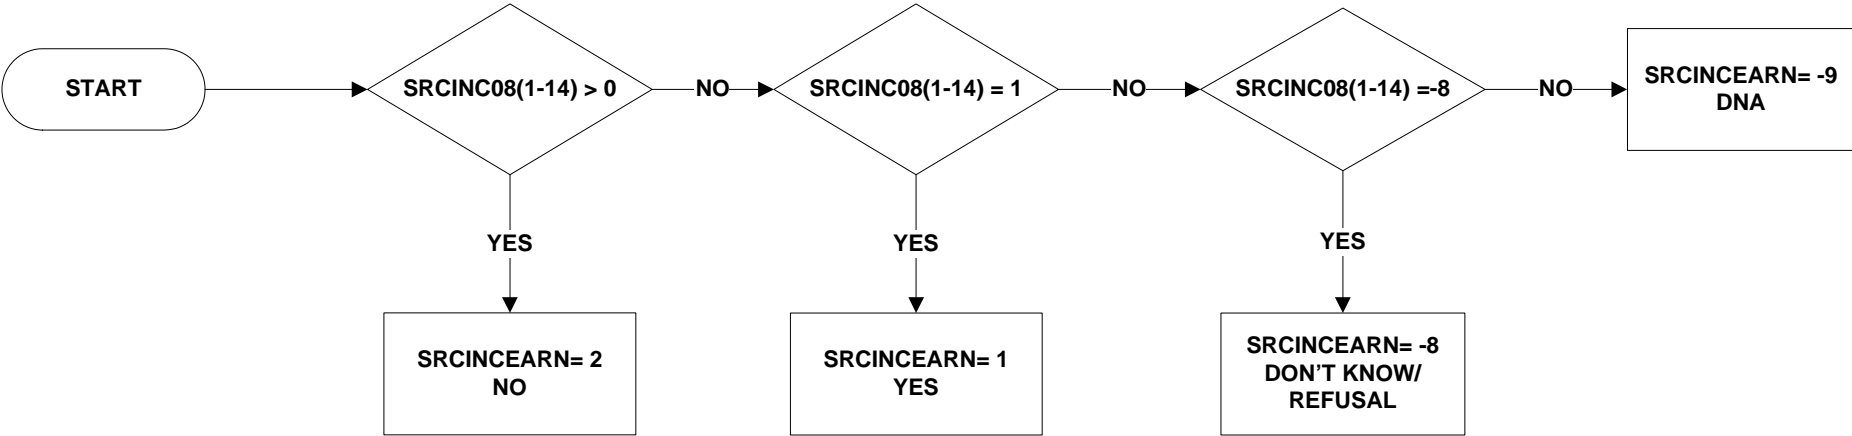 START
SRCINC08(1-14) > 0
NO
SRCINC08(1-14) = 1
NO
SRCINC08(1-14) =-8
NO
SRCINCEARN= -9
DNA
YES
YES
YES
SRCINCEARN= 2
NO
SRCINCEARN= 1
YES
SRCINCEARN= -8
DON'T KNOW/
REFUSAL